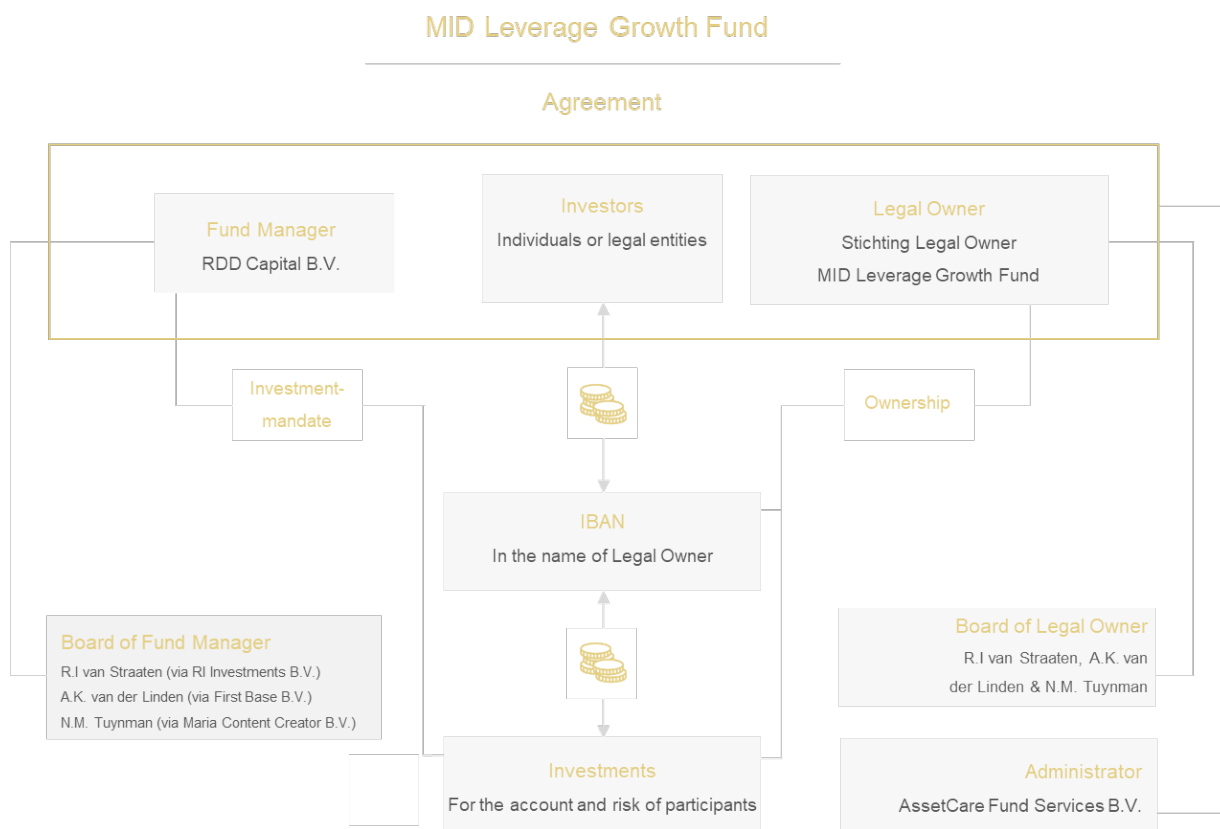 MID Leverage Growth Fund
Agreement
Fund Manager
RDD Capital B.V.
Investors
Individuals or legal entities
Legal Owner
Stichting Legal Owner
MID Leverage Growth Fund
Investment-
mandate
Ownership
IBAN
In the name of Legal Owner
Board of Fund Manager
R.I van Straaten (via RI Investments B.V.)
A.K. van der Linden (via First Base B.V.)
N.M. Tuynman (via Maria Content Creator B.V.)
Board of Legal Owner
R.I van Straaten, A.K. van
der Linden & N.M. Tuynman
Investments
For the account and risk of participants
Administrator
AssetCare Fund Services B.V.